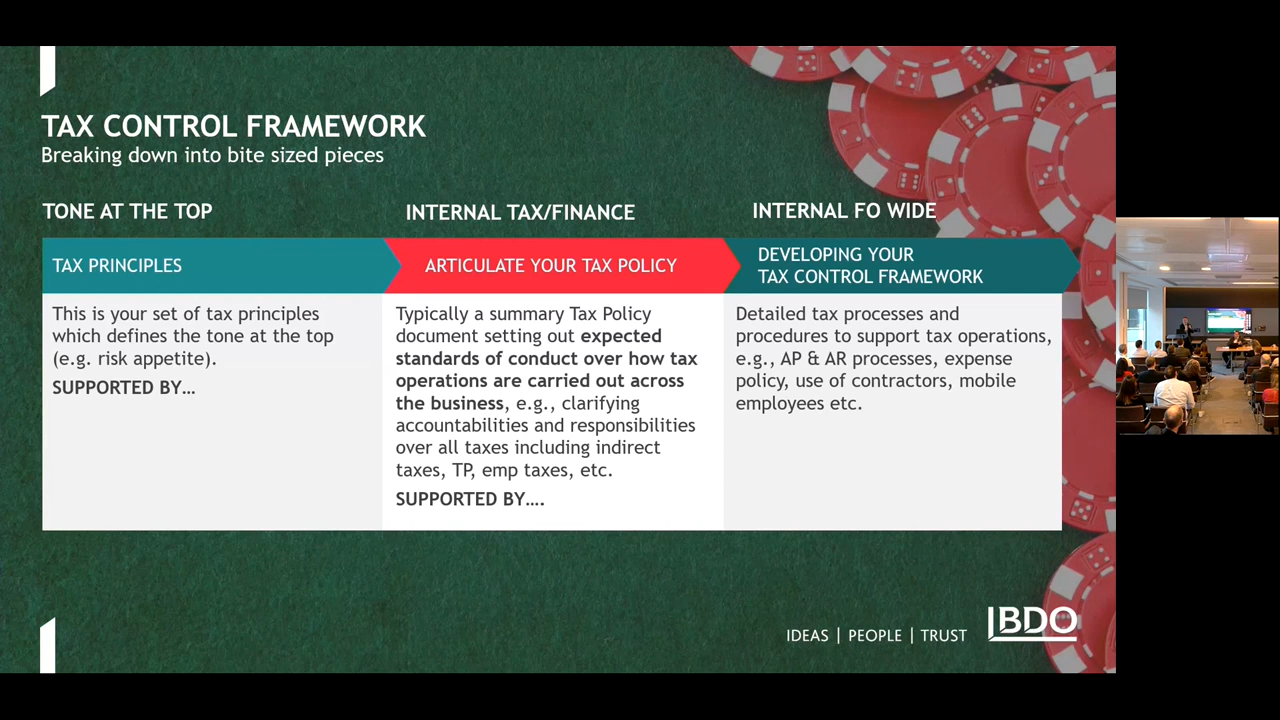 TAX CONTROL FRAMEWORK
Breaking down into bite sized pieces
TONE AT THE TOP
TAX PRINCIPLES
This is your set of tax principles
which defines the tone at the top
(e.g. risk appetite).
SUPPORTED BY…
INTERNAL TAX/FINANCE
ARTICULATE YOUR TAX POLICY
Typically a summary Tax Policy
document setting out expected
standards of conduct over how tax
operations are carried out across
the business, e.g., clarifying
accountabilities and responsibilities
over all taxes including indirect
taxes, TP, emp taxes, etc.
SUPPORTED BY….
INTERNAL FO WIDE
DEVELOPING YOUR
TAX CONTROL FRAMEWORK
Detailed tax processes and
procedures to support tax operations,
e.g., AP & AR processes, expense
policy, use of contractors, mobile
employees etc.
IDEAS | PEOPLE | TRUST
BDO